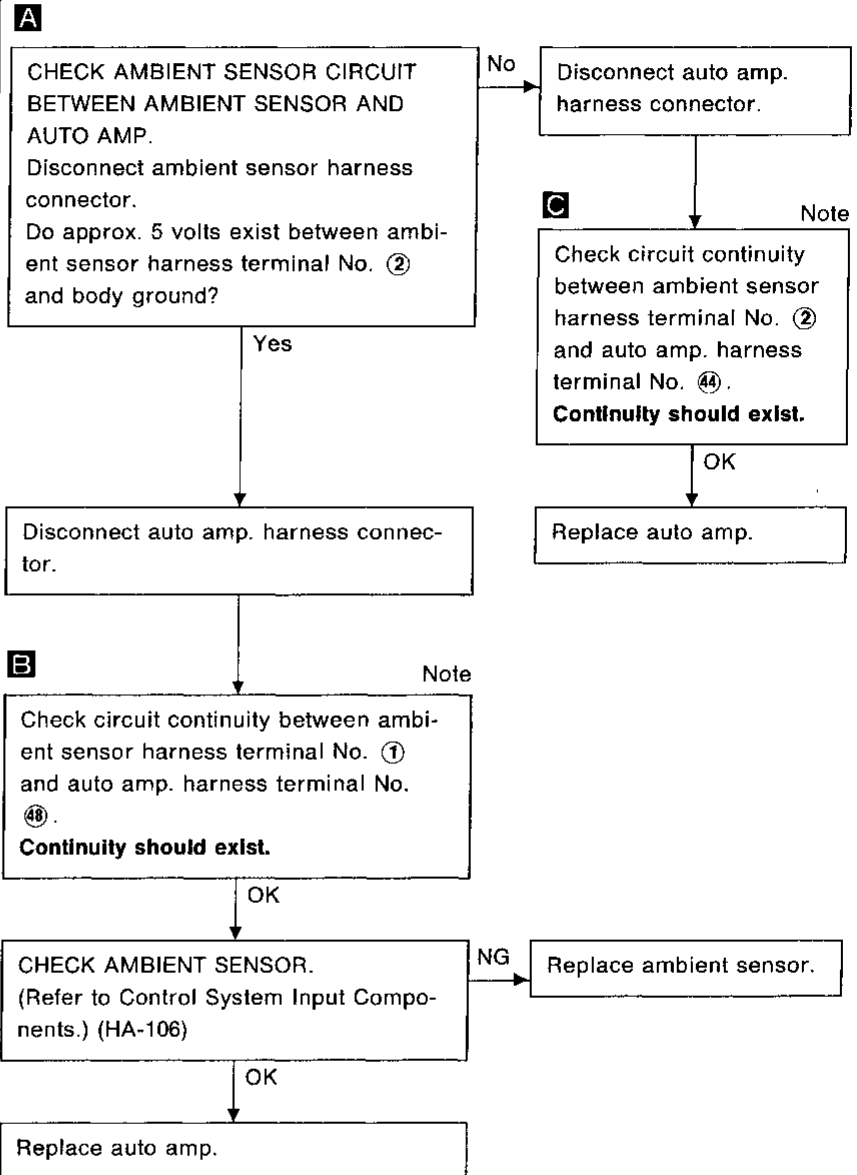 A
CHECK AMBIENT SENSOR CIRCUIT
BETWEEN AMBIENT SENSOR AND
AUTO AMP.
Disconnect ambient sensor harness
connector.
Do approx. 5 volts exist between ambi-
ent sensor harness terminal No. ②
and body ground?
No
Disconnect auto amp.
harness connector.
C
Note
Check circuit continuity
between ambient sensor
harness terminal No. ②
and auto amp. harness
terminal No. ㊹.
Continuity should exist.
OK
Replace auto amp.
Yes
Disconnect auto amp. harness connec-
tor.
B
Note
Check circuit continuity between ambi-
ent sensor harness terminal No. ①
and auto amp. harness terminal No.
㊽.
Continuity should exist.
OK
CHECK AMBIENT SENSOR.
(Refer to Control System Input Compo-
nents.) (HA-106)
NG
Replace ambient sensor.
OK
Replace auto amp.